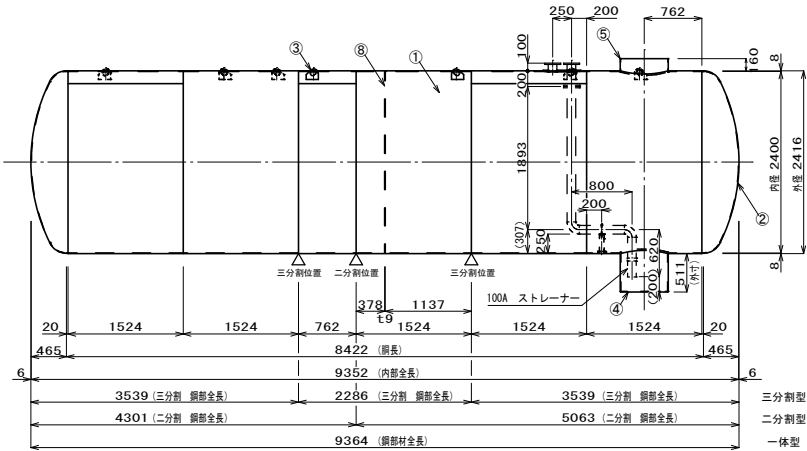 250 200 762
③ ⑧ ① ⑤
100
160
8
200
1893
内径 2400
外径 2416
800
②
200
(307)
250
620
511 (外寸)
(200)
8
三分割位置 二分割位置 三分割位置
100A ストレーナー
④
378 1137
t9
20 1524 1524 762 1524 1524 1524 20
465 8422 (胴長) 465
6 9352 (内部全長) 6
3539 (三分割 鋼部全長) 2286 (三分割 鋼部全長) 3539 (三分割 鋼部全長) 三分割型
4301 (二分割 鋼部全長) 5063 (二分割 鋼部全長) 二分割型
9364 (鋼部材全長) 一体型